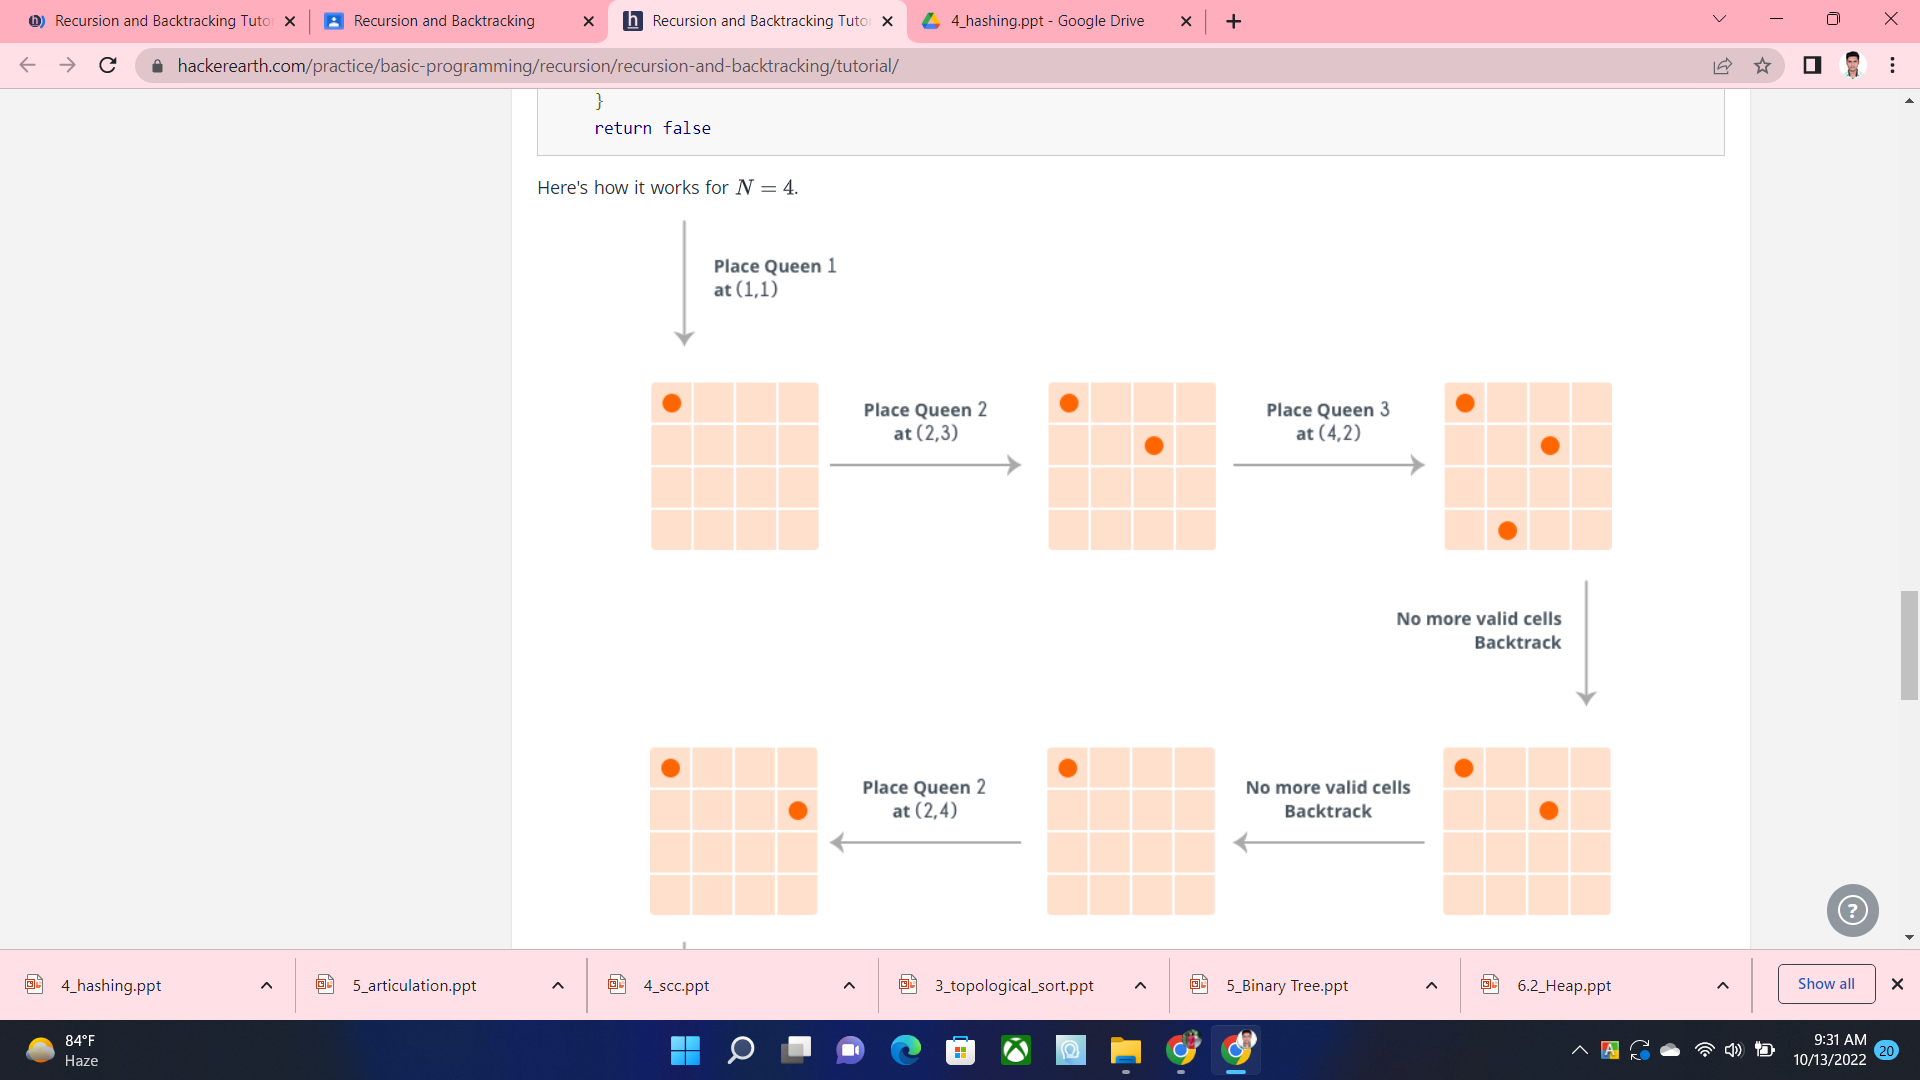 Recursion and Backtracking Tuto
Recursion and Backtracking
Recursion and Backtracking Tuto
4_hashing.ppt - Google Drive
hackerearth.com/practice/basic-programming/recursion/recursion-and-backtracking/tutorial/
}
return false
Here's how it works for N = 4.
Place Queen 1
at (1,1)
Place Queen 2
at (2,3)
Place Queen 3
at (4,2)
No more valid cells
Backtrack
Place Queen 2
at (2,4)
No more valid cells
Backtrack
?
4_hashing.ppt
5_articulation.ppt
4_scc.ppt
3_topological_sort.ppt
5_Binary Tree.ppt
6.2_Heap.ppt
Show all
84°F
Haze
9:31 AM
10/13/2022
20